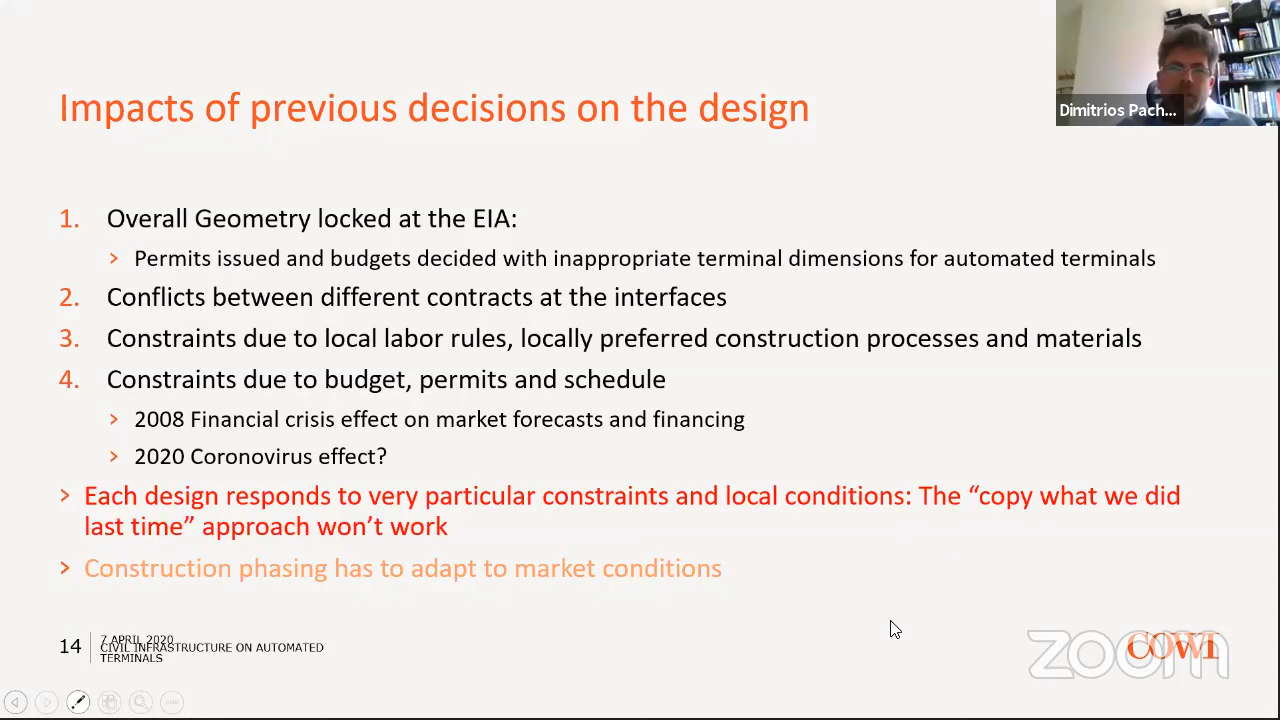 Dimitrios Pach...
Impacts of previous decisions on the design
1. Overall Geometry locked at the EIA:
› Permits issued and budgets decided with inappropriate terminal dimensions for automated terminals
2. Conflicts between different contracts at the interfaces
3. Constraints due to local labor rules, locally preferred construction processes and materials
4. Constraints due to budget, permits and schedule
› 2008 Financial crisis effect on market forecasts and financing
› 2020 Coronovirus effect?
› Each design responds to very particular constraints and local conditions: The “copy what we did
last time” approach won’t work
› Construction phasing has to adapt to market conditions
14
7 APRIL 2020
CIVIL INFRASTRUCTURE ON AUTOMATED
TERMINALS
COWI
zoom